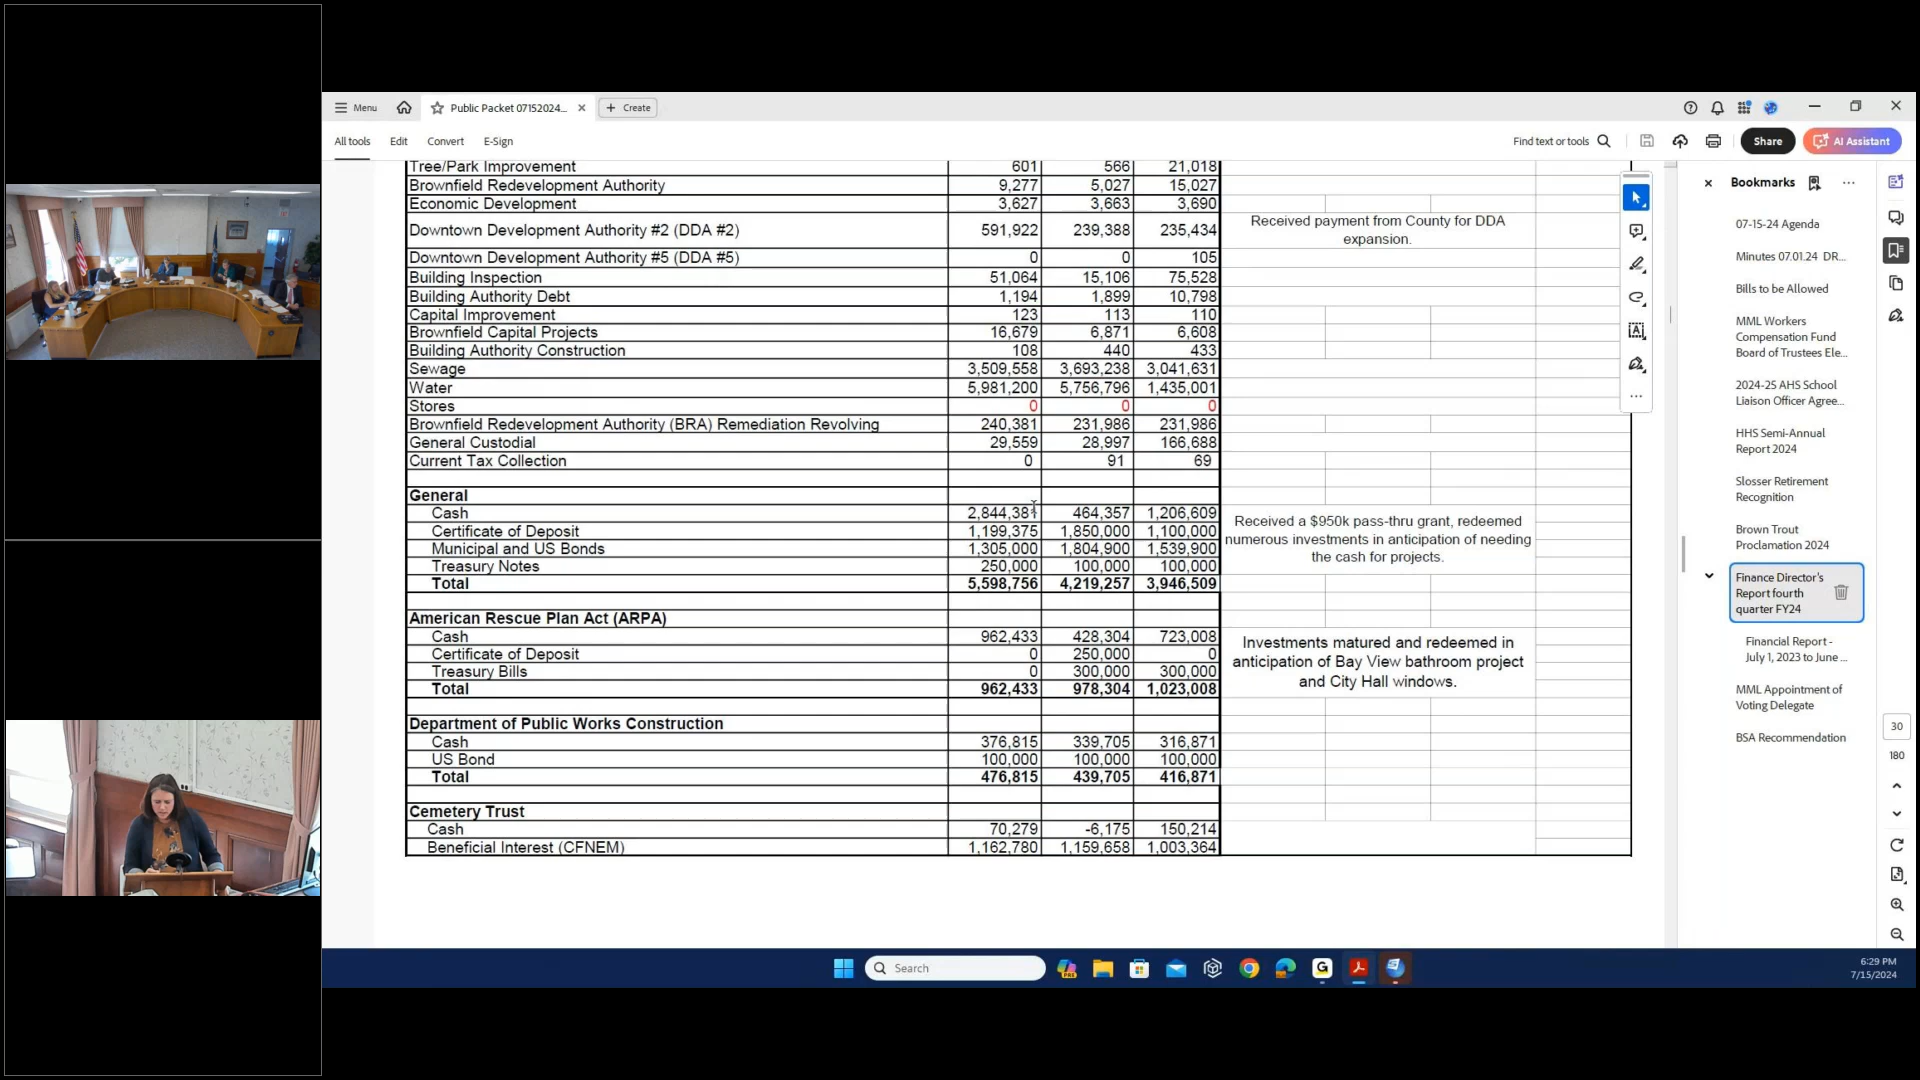 Menu
Public Packet 07152024...
Create
All tools
Edit
Convert
E-Sign
Find text or tools
Share
AI Assistant
Tree/Park Improvement 601 566 21,018
Brownfield Redevelopment Authority 9,277 5,027 15,027
Economic Development 3,627 3,663 3,690
Downtown Development Authority #2 (DDA #2) 591,922 239,388 235,434
Received payment from County for DDA
expansion.
Downtown Development Authority #5 (DDA #5) 0 0 105
Building Inspection 51,064 15,106 75,528
Building Authority Debt 1,194 1,899 10,798
Capital Improvement 123 113 110
Brownfield Capital Projects 16,679 6,871 6,608
Building Authority Construction 108 440 433
Sewage 3,509,558 3,693,238 3,041,631
Water 5,981,200 5,756,796 1,435,001
Stores 0 0 0
Brownfield Redevelopment Authority (BRA) Remediation Revolving 240,381 231,986 231,986
General Custodial 29,559 28,997 166,688
Current Tax Collection 0 91 69
General
Cash 2,844,381 464,357 1,206,609
Certificate of Deposit 1,199,375 1,850,000 1,100,000
Municipal and US Bonds 1,305,000 1,804,900 1,539,900
Treasury Notes 250,000 100,000 100,000
Total 5,598,756 4,219,257 3,946,509
Received a $950k pass-thru grant, redeemed
numerous investments in anticipation of needing
the cash for projects.
American Rescue Plan Act (ARPA)
Cash 962,433 428,304 723,008
Certificate of Deposit 0 250,000 0
Treasury Bills 0 300,000 300,000
Total 962,433 978,304 1,023,008
Investments matured and redeemed in
anticipation of Bay View bathroom project
and City Hall windows.
Department of Public Works Construction
Cash 376,815 339,705 316,871
US Bond 100,000 100,000 100,000
Total 476,815 439,705 416,871
Cemetery Trust
Cash 70,279 -6,175 150,214
Beneficial Interest (CFNEM) 1,162,780 1,159,658 1,003,364
Bookmarks
07-15-24 Agenda
Minutes 07.01.24 DR...
Bills to be Allowed
MML Workers
Compensation Fund
Board of Trustees Ele...
2024-25 AHS School
Liaison Officer Agree...
HHS Semi-Annual
Report 2024
Slosser Retirement
Recognition
Brown Trout
Proclamation 2024
Finance Director's
Report fourth
quarter FY24
Financial Report -
July 1, 2023 to June ...
MML Appointment of
Voting Delegate
BSA Recommendation
30
180
Search
6:29 PM
7/15/2024